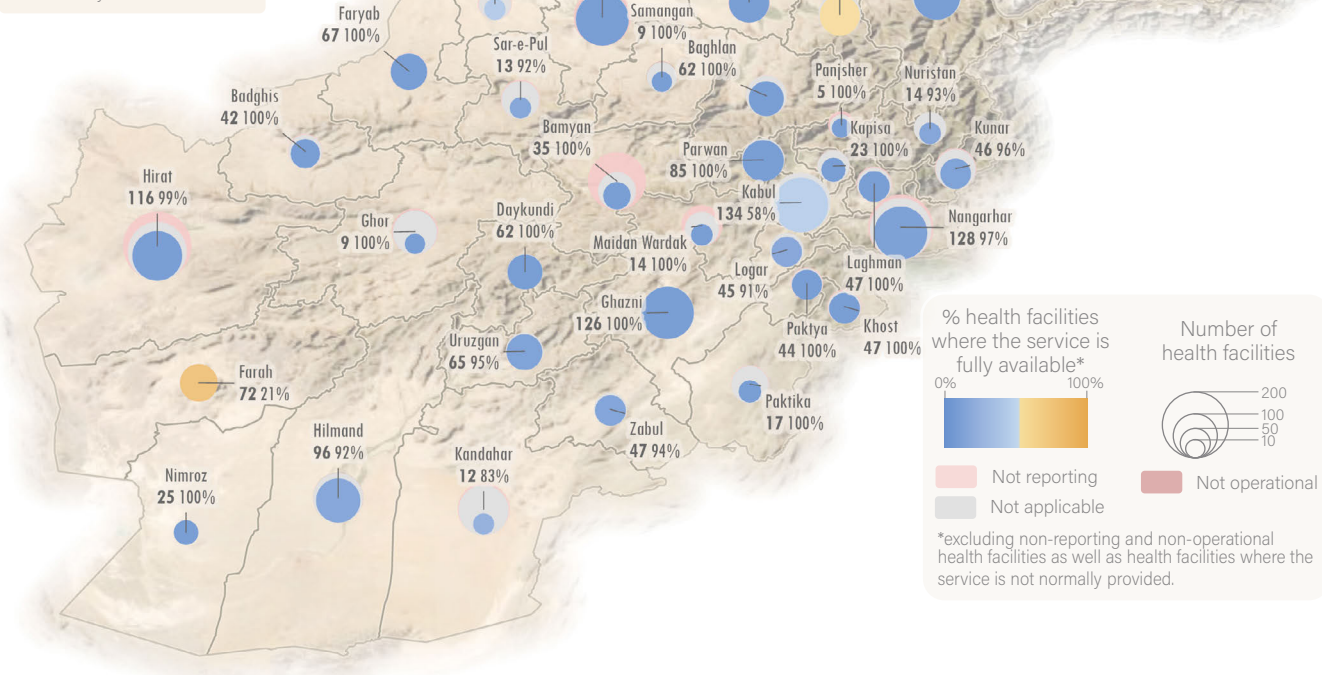 Faryab
67 100%
Samangan
9 100%
Sar-e-Pul
13 92%
Baghlan
62 100%
Panjsher
5 100%
Nuristan
14 93%
Badghis
42 100%
Bamyan
35 100%
Parwan
85 100%
Kapisa
23 100%
Kunar
46 96%
Hirat
116 99%
Ghor
9 100%
Daykundi
62 100%
Maidan Wardak
14 100%
Kabul
134 58%
Nangarhar
128 97%
Logar
45 91%
Laghman
47 100%
Ghazni
126 100%
Paktya
44 100%
Khost
47 100%
Uruzgan
65 95%
Farah
72 21%
Paktika
17 100%
Zabul
47 94%
Hilmand
96 92%
Kandahar
12 83%
Nimroz
25 100%
% health facilities
where the service is
fully available*
0%
100%
Number of
health facilities
200
100
50
10
Not reporting
Not operational
Not applicable
*excluding non-reporting and non-operational
health facilities as well as health facilities where the
service is not normally provided.